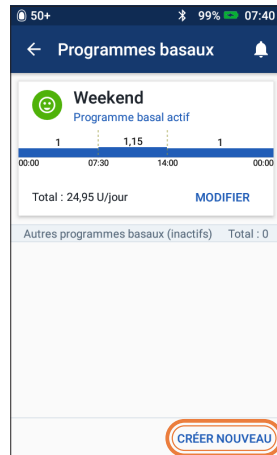 50+ 99% 07:40
Programmes basaux
Weekend
Programme basal actif
1 1,15 1
00:00 07:30 14:00 00:00
Total : 24,95 U/jour MODIFIER
Autres programmes basaux (inactifs) Total : 0
CRÉER NOUVEAU